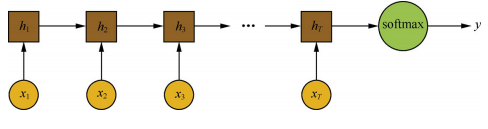 h1 h2 h3 ... hT softmax y
x1 x2 x3 xT